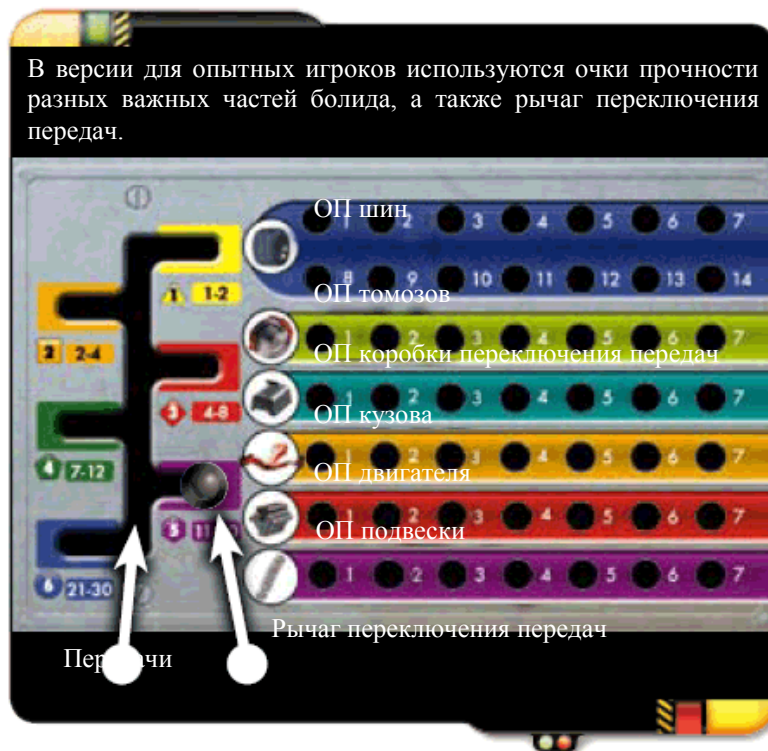 В версии для опытных игроков используются очки прочности
разных важных частей болида, а также рычаг переключения
передач.
ОП шин
1 2 3 4 5 6 7
1 1-2
8 9 10 11 12 13 14
ОП томозов
2 2-4
1 2 3 4 5 6 7
ОП коробки переключения передач
3 4-8
1 2 3 4 5 6 7
ОП кузова
4 7-12
1 2 3 4 5 6 7
ОП двигателя
5
1 2 3 4 5 6 7
ОП подвески
6 21-30
1 2 3 4 5 6 7
Рычаг переключения передач